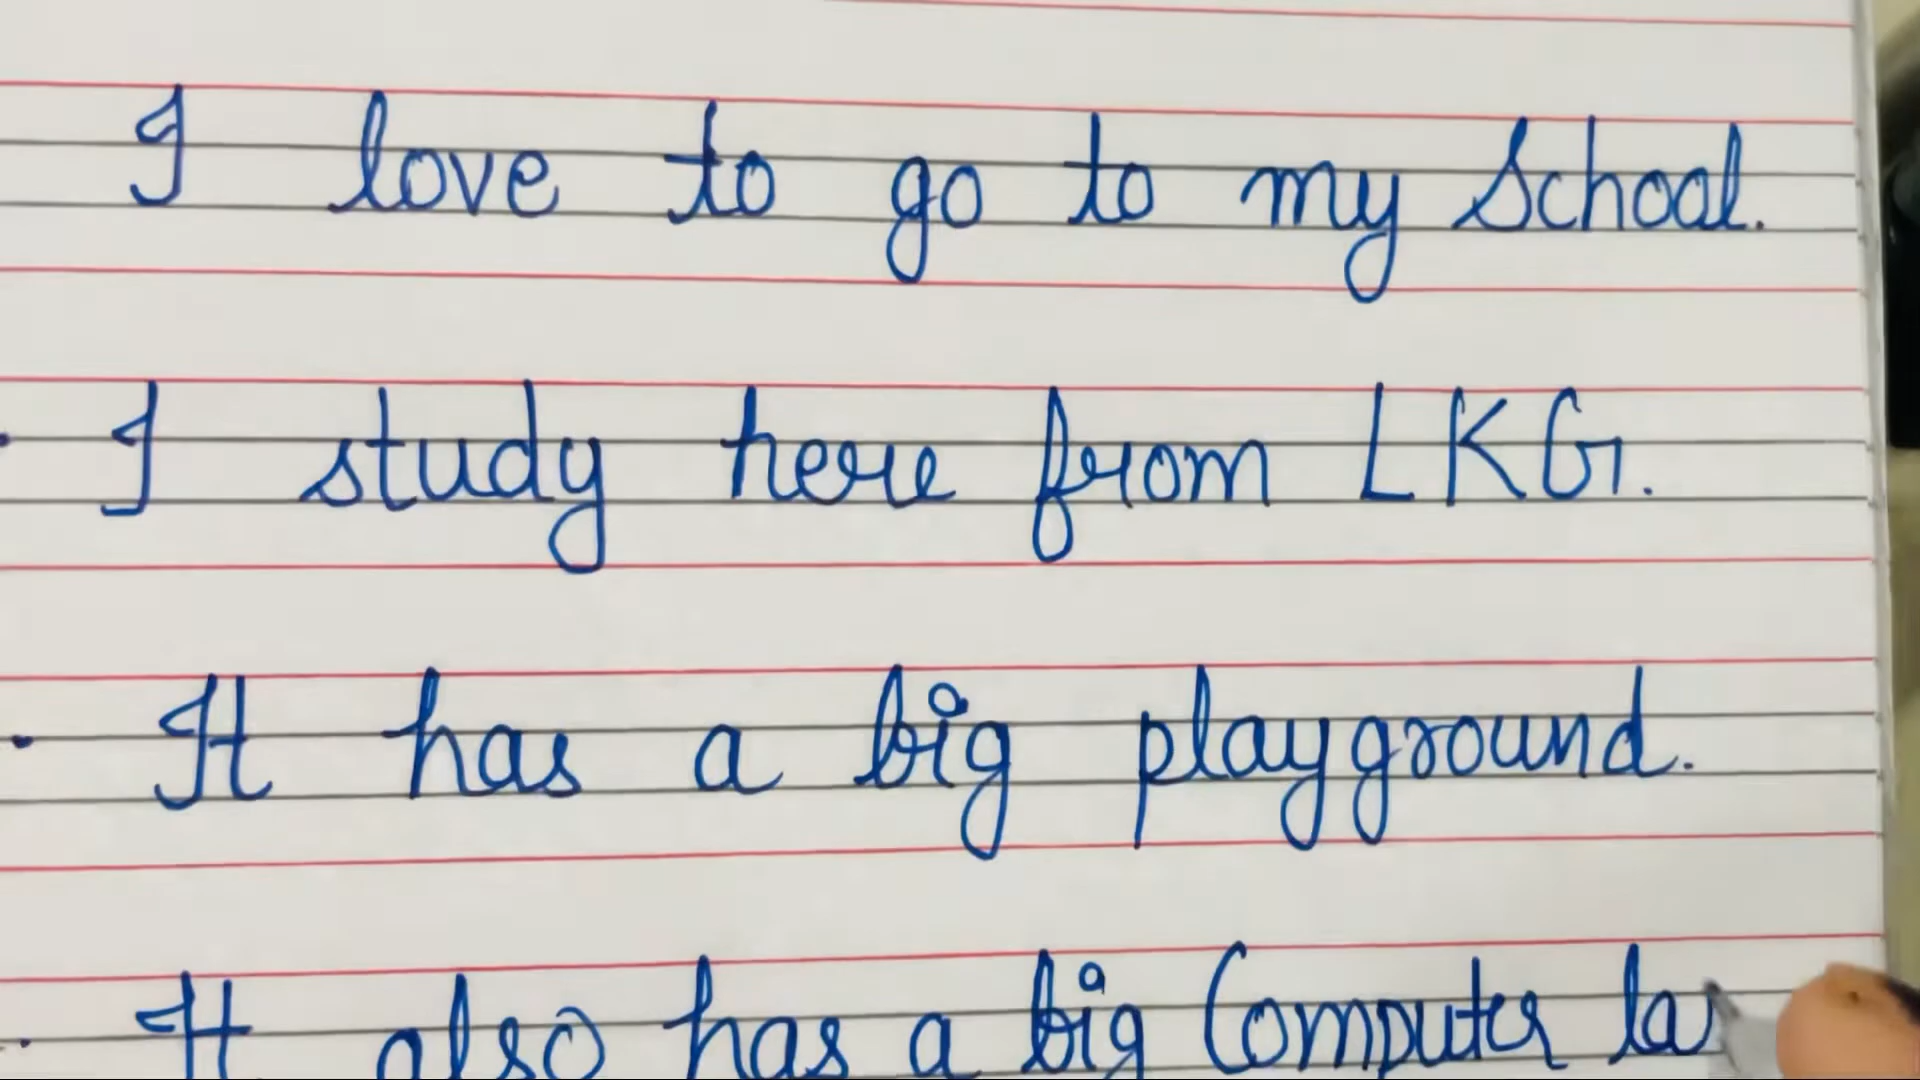 I love to go to my School.
I study here from LKG.
It has a big playground.
It also has a big Computer la